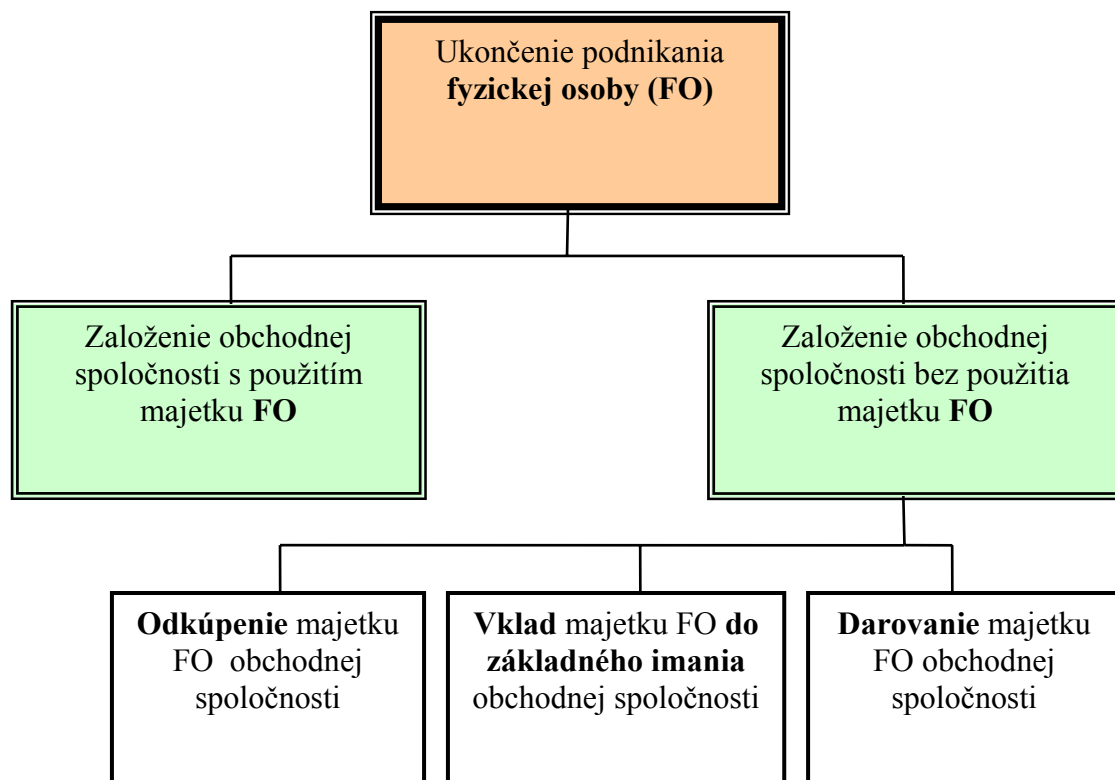 Ukončenie podnikania
fyzickej osoby (FO)
Založenie obchodnej
spoločnosti s použitím
majetku FO
Založenie obchodnej
spoločnosti bez použitia
majetku FO
Odkúpenie majetku
FO obchodnej
spoločnosti
Vklad majetku FO do
základného imania
obchodnej spoločnosti
Darovanie majetku
FO obchodnej
spoločnosti